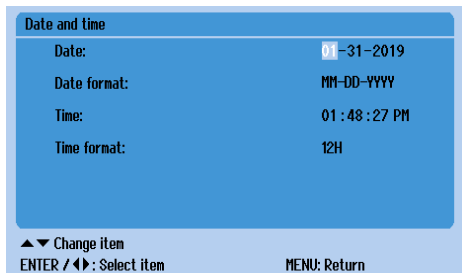 Date and time
Date: 01-31-2019
Date format: MM-DD-YYYY
Time: 01:48:27 PM
Time format: 12H
▲▼ Change item
ENTER / ◀▶: Select item MENU: Return